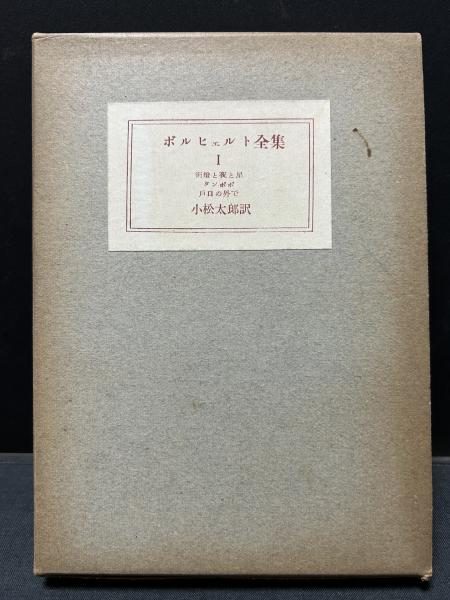 ボルヒェルト全集
I
街燈と夜と星
タンポポ
戸口の外で
小松太郎訳